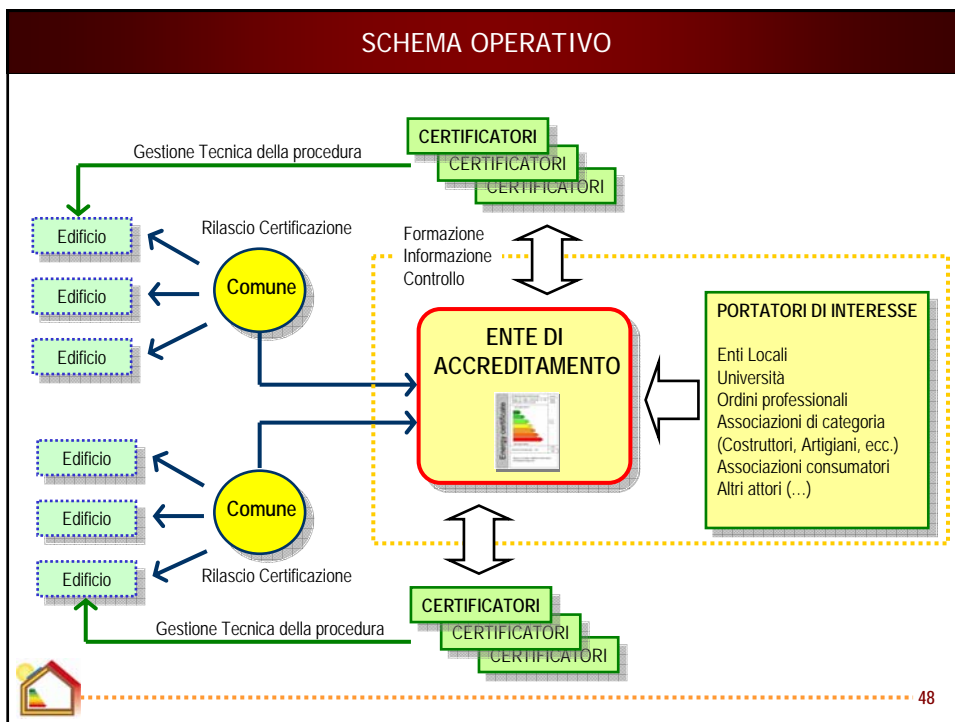 SCHEMA OPERATIVO
CERTIFICATORI
CERTIFICATORI
CERTIFICATORI
Gestione Tecnica della procedura
Edificio
Edificio
Edificio
Rilascio Certificazione
Comune
Formazione
Informazione
Controllo
ENTE DI
ACCREDITAMENTO
Energy certificate
PORTATORI DI INTERESSE
Enti Locali
Università
Ordini professionali
Associazioni di categoria
(Costruttori, Artigiani, ecc.)
Associazioni consumatori
Altri attori (...)
Edificio
Edificio
Edificio
Comune
Rilascio Certificazione
CERTIFICATORI
CERTIFICATORI
CERTIFICATORI
Gestione Tecnica della procedura
48